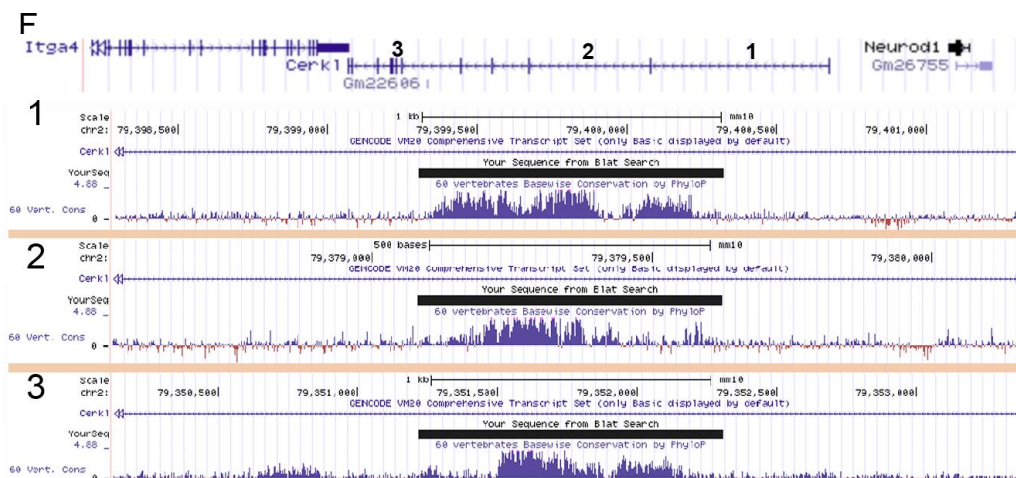 F
Itga4
3 2 1
Neurod1
Cerkl
Gm26755
Gm22606
1
Scale 1 kb mm10
chr2: 79,398,500 79,399,000 79,399,500 79,400,000 79,400,500 79,401,000
GENCODE VM20 Comprehensive Transcript Set (only Basic displayed by default)
Cerkl
Your Sequence from Blat Search
YourSeq
4.88 60 vertebrates Basewise Conservation by PhyloP
60 Vert. Cons
0
2
Scale 500 bases mm10
chr2: 79,379,000 79,379,500 79,380,000
GENCODE VM20 Comprehensive Transcript Set (only Basic displayed by default)
Cerkl
Your Sequence from Blat Search
YourSeq
4.88 60 vertebrates Basewise Conservation by PhyloP
60 Vert. Cons
0
3
Scale 1 kb mm10
chr2: 79,350,500 79,351,000 79,351,500 79,352,000 79,352,500 79,353,000
GENCODE VM20 Comprehensive Transcript Set (only Basic displayed by default)
Cerkl
Your Sequence from Blat Search
YourSeq
4.88 60 vertebrates Basewise Conservation by PhyloP
60 Vert. Cons
0